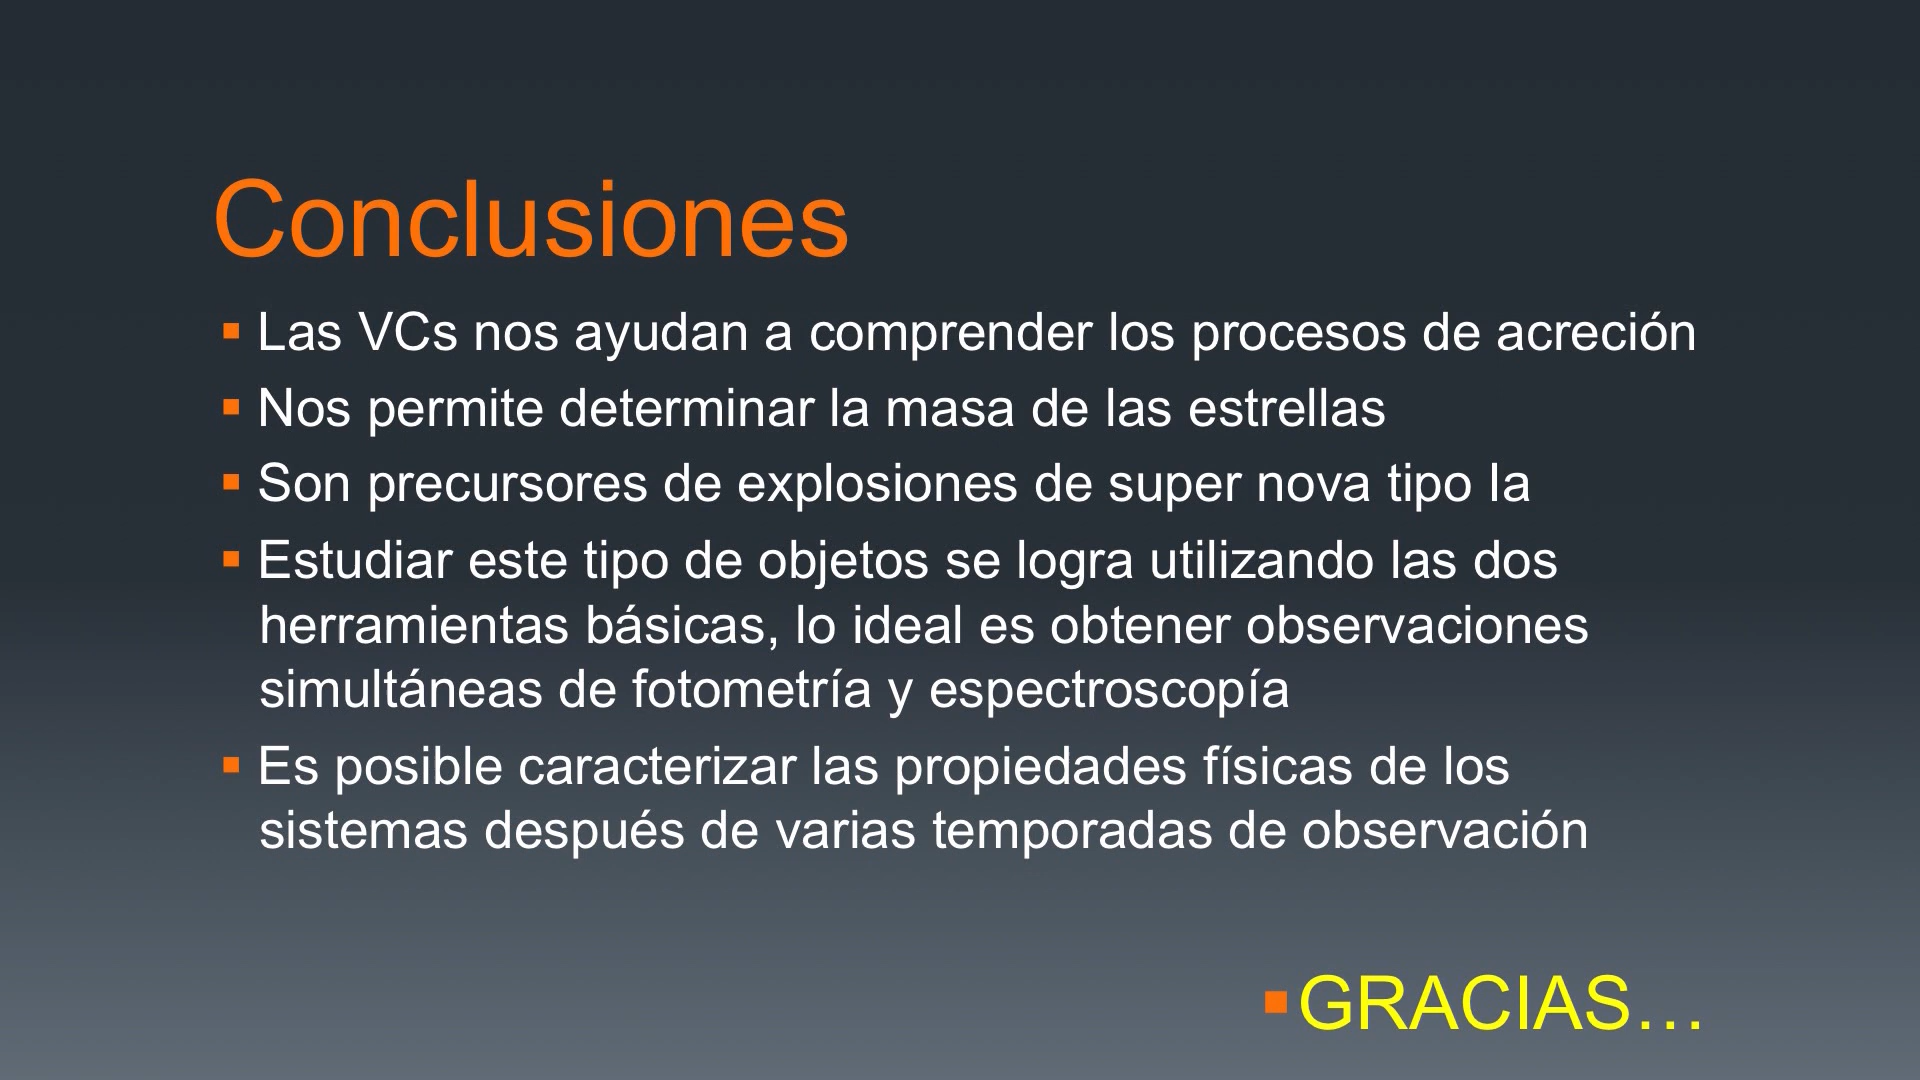 Conclusiones
▪ Las VCs nos ayudan a comprender los procesos de acreción
▪ Nos permite determinar la masa de las estrellas
▪ Son precursores de explosiones de super nova tipo Ia
▪ Estudiar este tipo de objetos se logra utilizando las dos
herramientas básicas, lo ideal es obtener observaciones
simultáneas de fotometría y espectroscopía
▪ Es posible caracterizar las propiedades físicas de los
sistemas después de varias temporadas de observación
▪ GRACIAS…